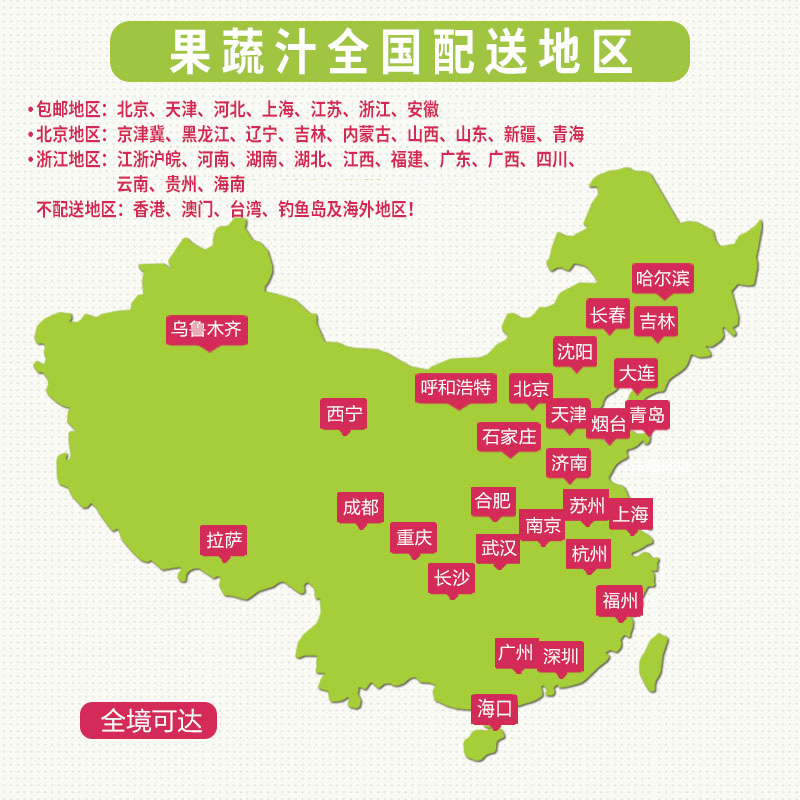 果蔬汁全国配送地区
•包邮地区：北京、天津、河北、上海、江苏、浙江、安徽
•北京地区：京津冀、黑龙江、辽宁、吉林、内蒙古、山西、山东、新疆、青海
•浙江地区：江浙沪皖、河南、湖南、湖北、江西、福建、广东、广西、四川、
云南、贵州、海南
不配送地区：香港、澳门、台湾、钓鱼岛及海外地区！
哈尔滨
长春
吉林
乌鲁木齐
沈阳
大连
呼和浩特
北京
西宁
天津
烟台
青岛
石家庄
济南
成都
合肥
苏州
上海
南京
拉萨
重庆
武汉
杭州
长沙
福州
广州
深圳
海口
全境可达